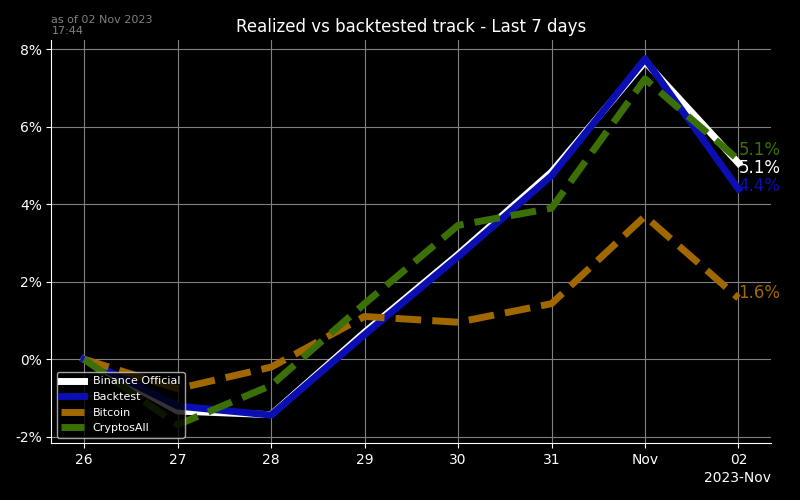 as of 02 Nov 2023
17:44
Realized vs backtested track - Last 7 days
8%
6%
4%
2%
0%
-2%
5.1%
5.1%
4.4%
1.6%
Binance Official
Backtest
Bitcoin
CryptosAll
26 27 28 29 30 31 Nov 02
2023-Nov